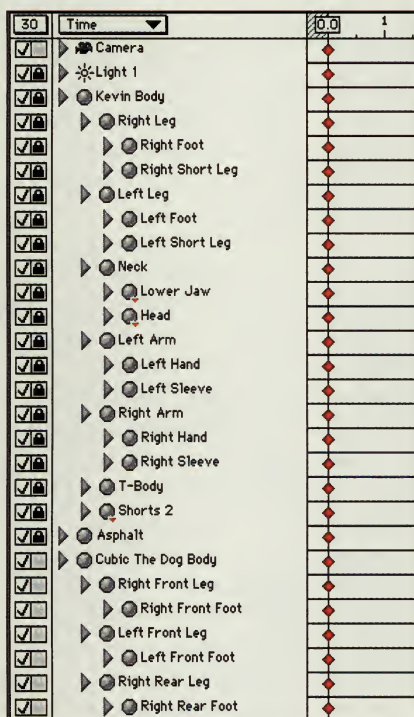 30 Time 0.0 1
Camera
Light 1
Kevin Body
Right Leg
Right Foot
Right Short Leg
Left Leg
Left Foot
Left Short Leg
Neck
Lower Jaw
Head
Left Arm
Left Hand
Left Sleeve
Right Arm
Right Hand
Right Sleeve
T-Body
Shorts 2
Asphalt
Cubic The Dog Body
Right Front Leg
Right Front Foot
Left Front Leg
Left Front Foot
Right Rear Leg
Right Rear Foot